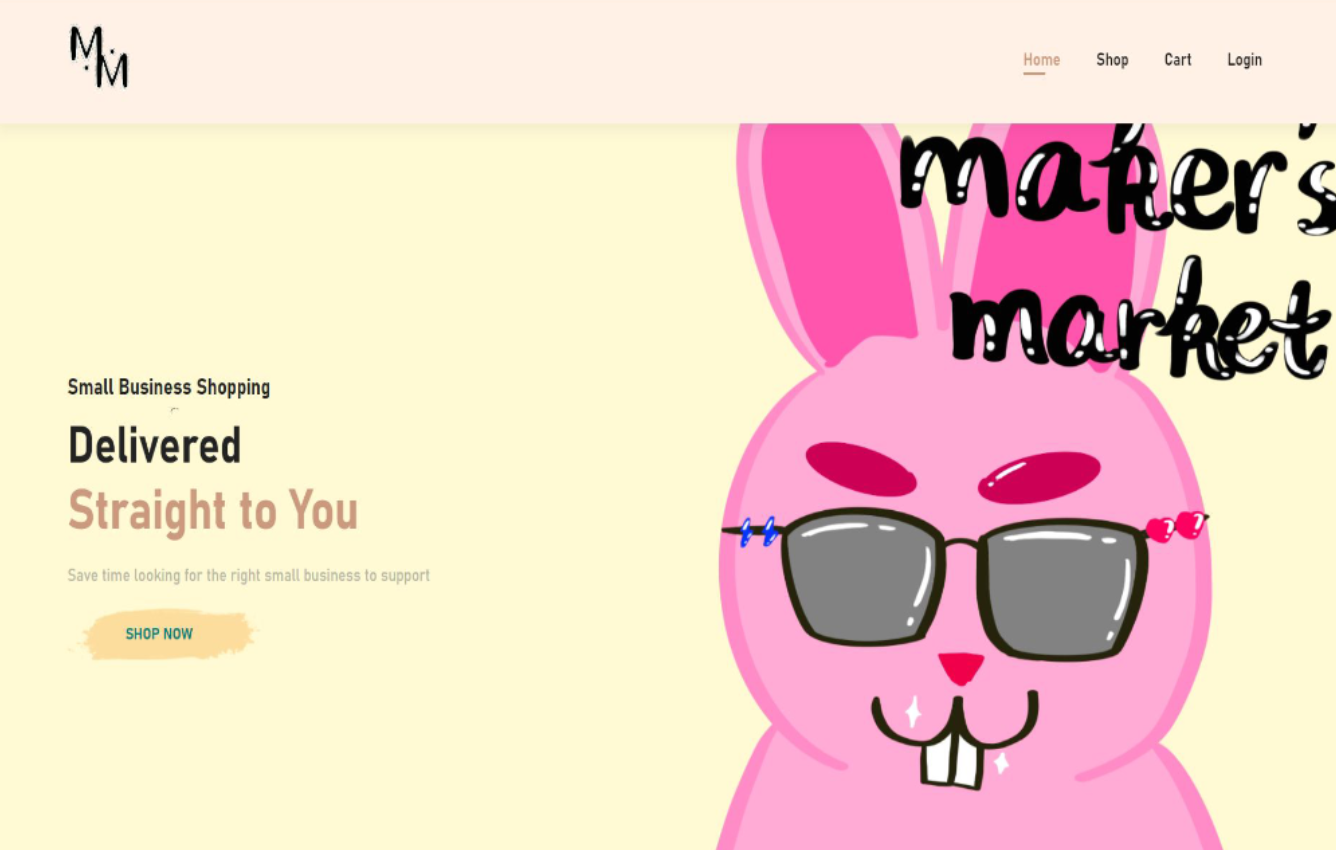 M.
.M
Home Shop Cart Login
maker's
market
Small Business Shopping
Delivered
Straight to You
Save time looking for the right small business to support
SHOP NOW